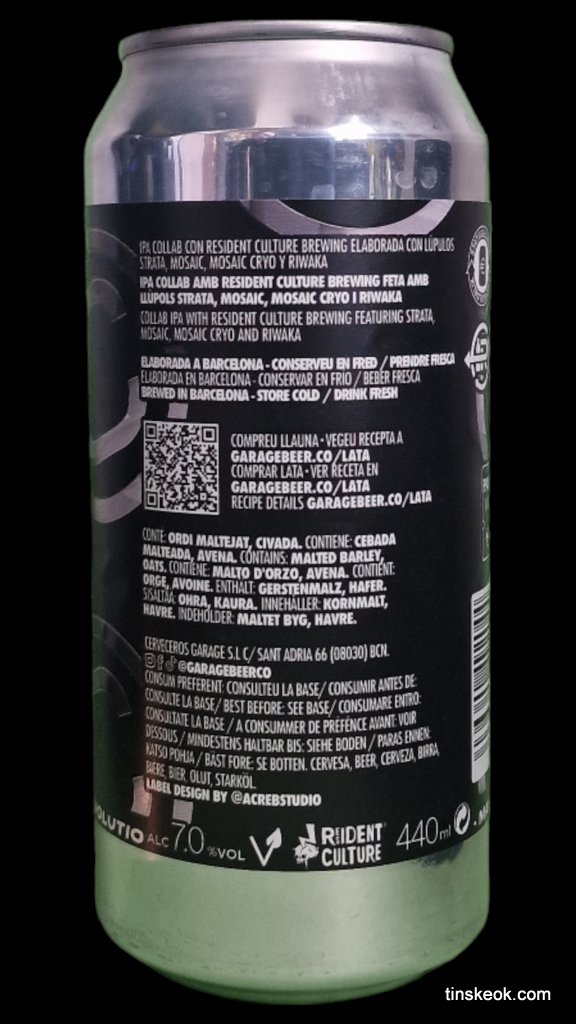 IPA COLLAB CON RESIDENT CULTURE BREWING ELABORADA CON LÚPULOS
STRATA, MOSAIC, MOSAIC CRYO Y RIWAKA
IPA COLLAB AMB RESIDENT CULTURE BREWING FETA AMB
LLÚPOLS STRATA, MOSAIC, MOSAIC CRYO I RIWAKA
COLLAB IPA WITH RESIDENT CULTURE BREWING FEATURING STRATA,
MOSAIC, MOSAIC CRYO AND RIWAKA
ELABORADA A BARCELONA - CONSERVEU EN FRED / PRENDRE FRESCA
ELABORADA EN BARCELONA - CONSERVAR EN FRIO / BEBER FRESCA
BREWED IN BARCELONA - STORE COLD / DRINK FRESH
COMPREU LLAUNA - VEGEU RECEPTA A
GARAGEBEER.CO/LATA
COMPRAR LATA - VER RECETA EN
GARAGEBEER.CO/LATA
RECIPE DETAILS GARAGEBEER.CO/LATA
CONTÉ: ORDI MALTEJAT, CIVADA. CONTIENE: CEBADA
MALTEADA, AVENA. CONTAINS: MALTED BARLEY,
OATS. CONTIENE: MALTO D'ORZO, AVENA. CONTIENT:
ORGE, AVOINE. ENTHALT: GERSTENMALZ, HAFER.
SISÄLTÄÄ: OHRA, KAURA. INNEHÅLLER: KORNMALT,
HAVRE. INDEHOLDER: MALTET BYG, HAVRE.
CERVECEROS GARAGE S.L C/ SANT ADRIA 66 (08030) BCN.
@GARAGEBEERCO
CONSUM PREFERENT: CONSULTEU LA BASE/ CONSUMIR ANTES DE:
CONSULTE LA BASE/ BEST BEFORE: SEE BASE/ CONSUMARE ENTRO:
CONSULTATE LA BASE / A CONSUMMER DE PRÉFÉNCE AVANT: VOIR
DESSOUS / MINDESTENS HALTBAR BIS: SIEHE BODEN / PARAS ENNEN:
KATSO POHJA / BÄST FÖRE: SE BOTTEN. CERVESA, BEER, CERVEZA, BIRRA,
BIÈRE, BIER, OLUT, STARKÖL.
LABEL DESIGN BY @ACREBSTUDIO
OLUTIO ALC 7.0 %VOL RESIDENT CULTURE 440ml
tinskeok.com